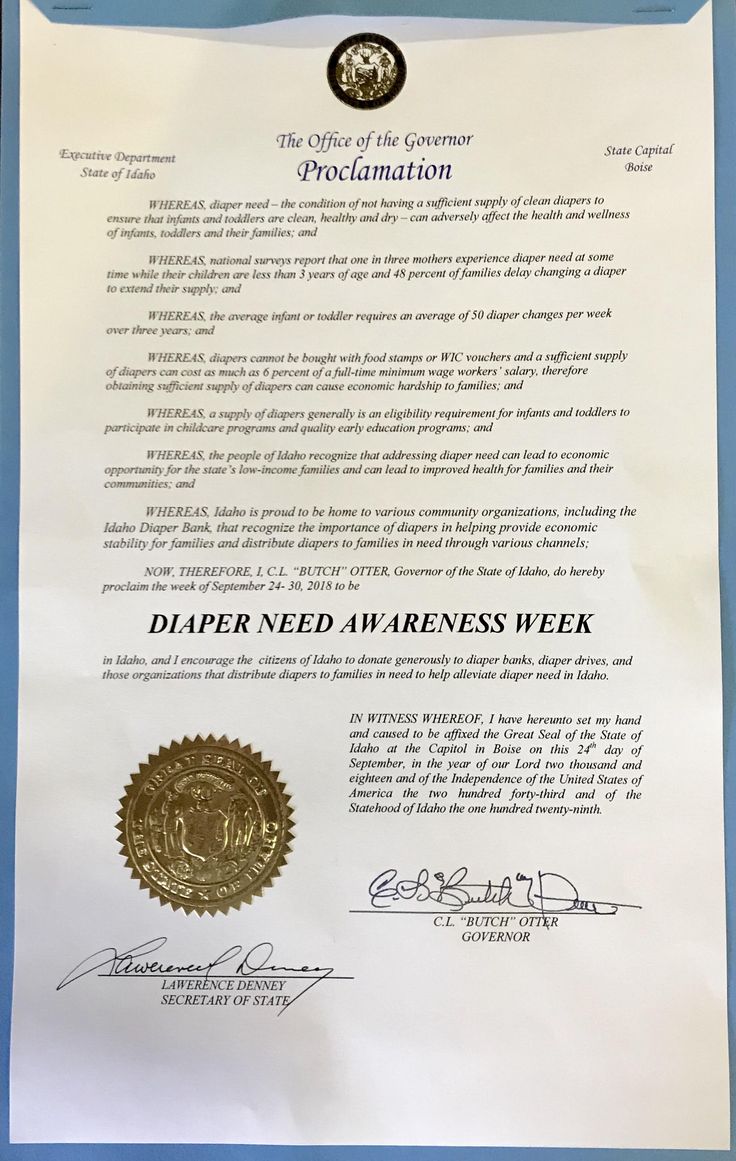 The Office of the Governor
Executive Department
State of Idaho
Proclamation
State Capital
Boise
WHEREAS, diaper need – the condition of not having a sufficient supply of clean diapers to
ensure that infants and toddlers are clean, healthy and dry – can adversely affect the health and wellness
of infants, toddlers and their families; and
WHEREAS, national surveys report that one in three mothers experience diaper need at some
time while their children are less than 3 years of age and 48 percent of families delay changing a diaper
to extend their supply; and
WHEREAS, the average infant or toddler requires an average of 50 diaper changes per week
over three years; and
WHEREAS, diapers cannot be bought with food stamps or WIC vouchers and a sufficient supply
of diapers can cost as much as 6 percent of a full-time minimum wage workers' salary, therefore
obtaining sufficient supply of diapers can cause economic hardship to families; and
WHEREAS, a supply of diapers generally is an eligibility requirement for infants and toddlers to
participate in childcare programs and quality early education programs; and
WHEREAS, the people of Idaho recognize that addressing diaper need can lead to economic
opportunity for the state's low-income families and can lead to improved health for families and their
communities; and
WHEREAS, Idaho is proud to be home to various community organizations, including the
Idaho Diaper Bank, that recognize the importance of diapers in helping provide economic
stability for families and distribute diapers to families in need through various channels;
NOW, THEREFORE, I, C.L. "BUTCH" OTTER, Governor of the State of Idaho, do hereby
proclaim the week of September 24- 30, 2018 to be
DIAPER NEED AWARENESS WEEK
in Idaho, and I encourage the citizens of Idaho to donate generously to diaper banks, diaper drives, and
those organizations that distribute diapers to families in need to help alleviate diaper need in Idaho.
IN WITNESS WHEREOF, I have hereunto set my hand
and caused to be affixed the Great Seal of the State of
Idaho at the Capitol in Boise on this 24th day of
September, in the year of our Lord two thousand and
eighteen and of the Independence of the United States of
America the two hundred forty-third and of the
Statehood of Idaho the one hundred twenty-ninth.
GREAT SEAL OF
THE STATE OF IDAHO
C.L. "Butch" Otter
C.L. "BUTCH" OTTER
GOVERNOR
Lawerence Denney
LAWERENCE DENNEY
SECRETARY OF STATE